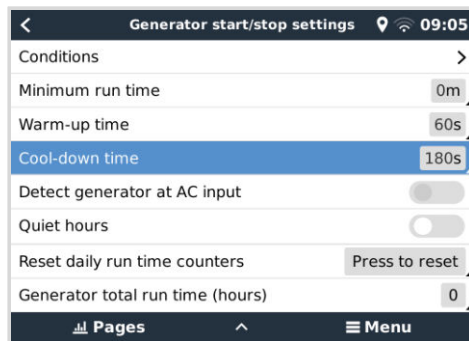 Generator start/stop settings 09:05
Conditions
Minimum run time 0m
Warm-up time 60s
Cool-down time 180s
Detect generator at AC input
Quiet hours
Reset daily run time counters Press to reset
Generator total run time (hours) 0
Pages Menu